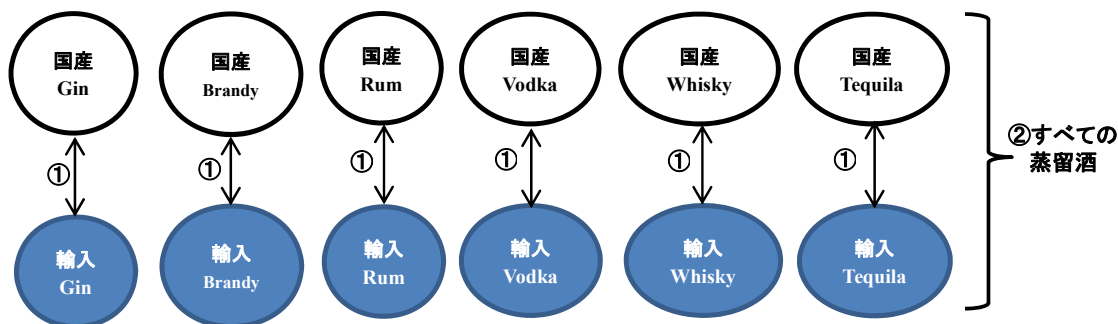 国産
Gin
国産
Brandy
国産
Rum
国産
Vodka
国産
Whisky
国産
Tequila
①
①
①
①
①
①
②すべての
蒸留酒
輸入
Gin
輸入
Brandy
輸入
Rum
輸入
Vodka
輸入
Whisky
輸入
Tequila